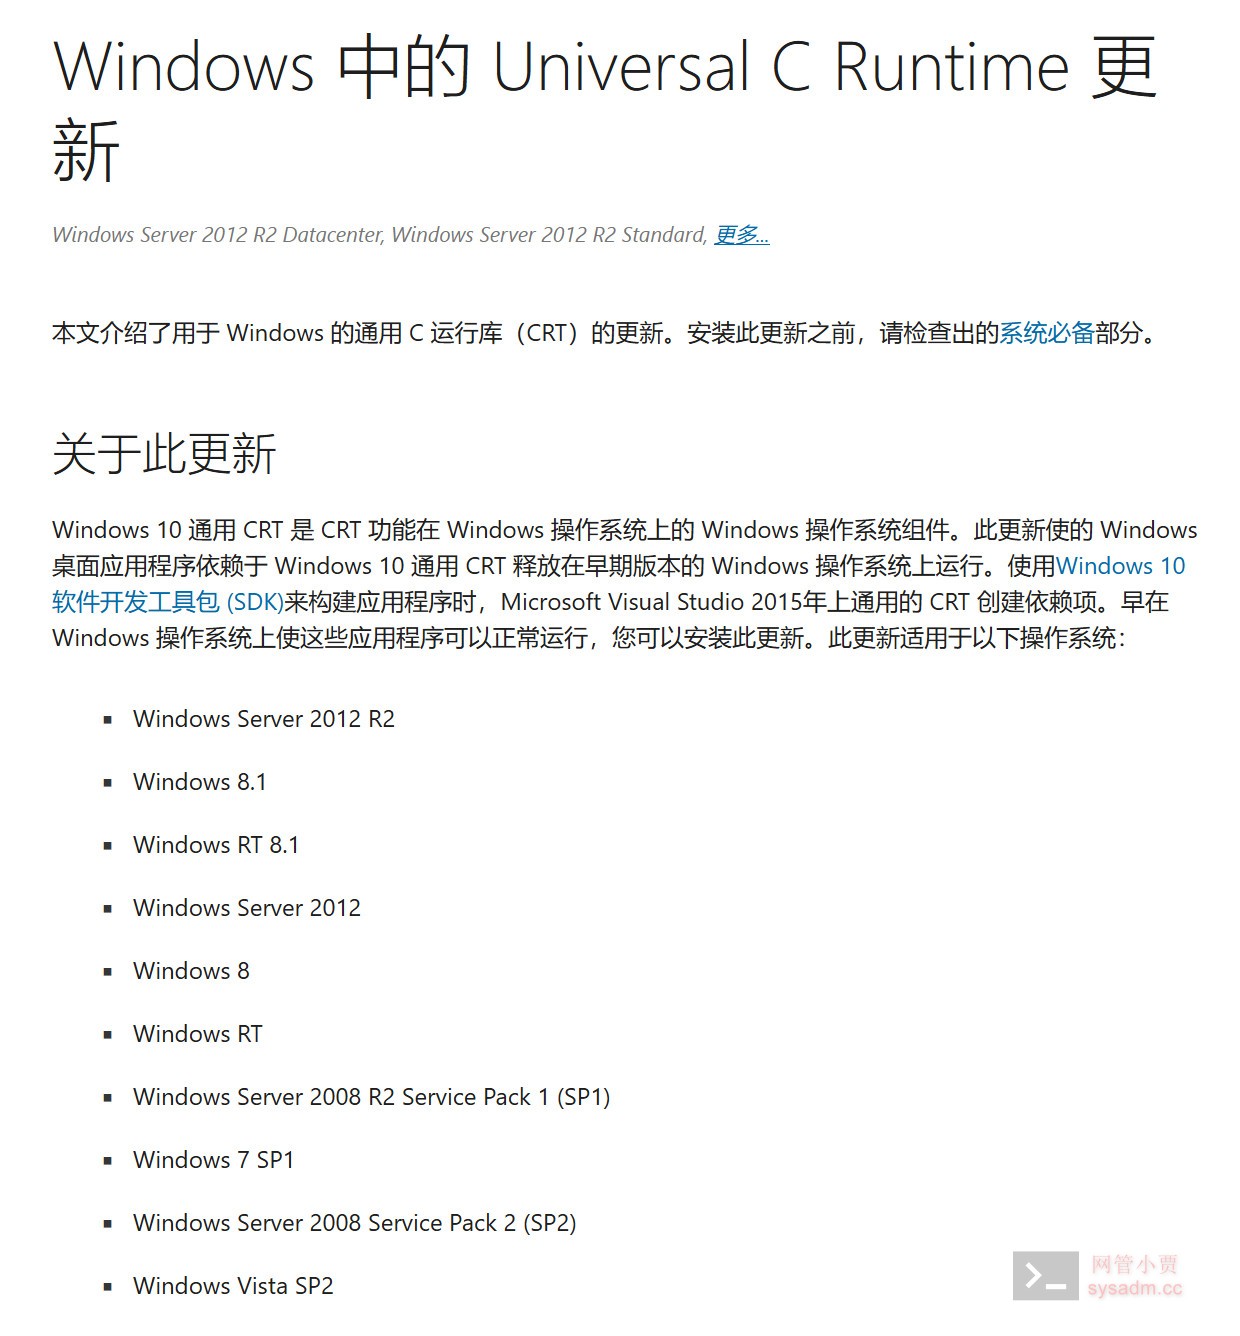 Windows 中的 Universal C Runtime 更
新
Windows Server 2012 R2 Datacenter, Windows Server 2012 R2 Standard, 更多...
本文介绍了用于 Windows 的通用 C 运行库（CRT）的更新。安装此更新之前，请检查出的系统必备部分。
关于此更新
Windows 10 通用 CRT 是 CRT 功能在 Windows 操作系统上的 Windows 操作系统组件。此更新使的 Windows
桌面应用程序依赖于 Windows 10 通用 CRT 释放在早期版本的 Windows 操作系统上运行。使用Windows 10
软件开发工具包 (SDK)来构建应用程序时，Microsoft Visual Studio 2015年上通用的 CRT 创建依赖项。早在
Windows 操作系统上使这些应用程序可以正常运行，您可以安装此更新。此更新适用于以下操作系统：
▪ Windows Server 2012 R2
▪ Windows 8.1
▪ Windows RT 8.1
▪ Windows Server 2012
▪ Windows 8
▪ Windows RT
▪ Windows Server 2008 R2 Service Pack 1 (SP1)
▪ Windows 7 SP1
▪ Windows Server 2008 Service Pack 2 (SP2)
▪ Windows Vista SP2
网管小贾
sysadm.cc